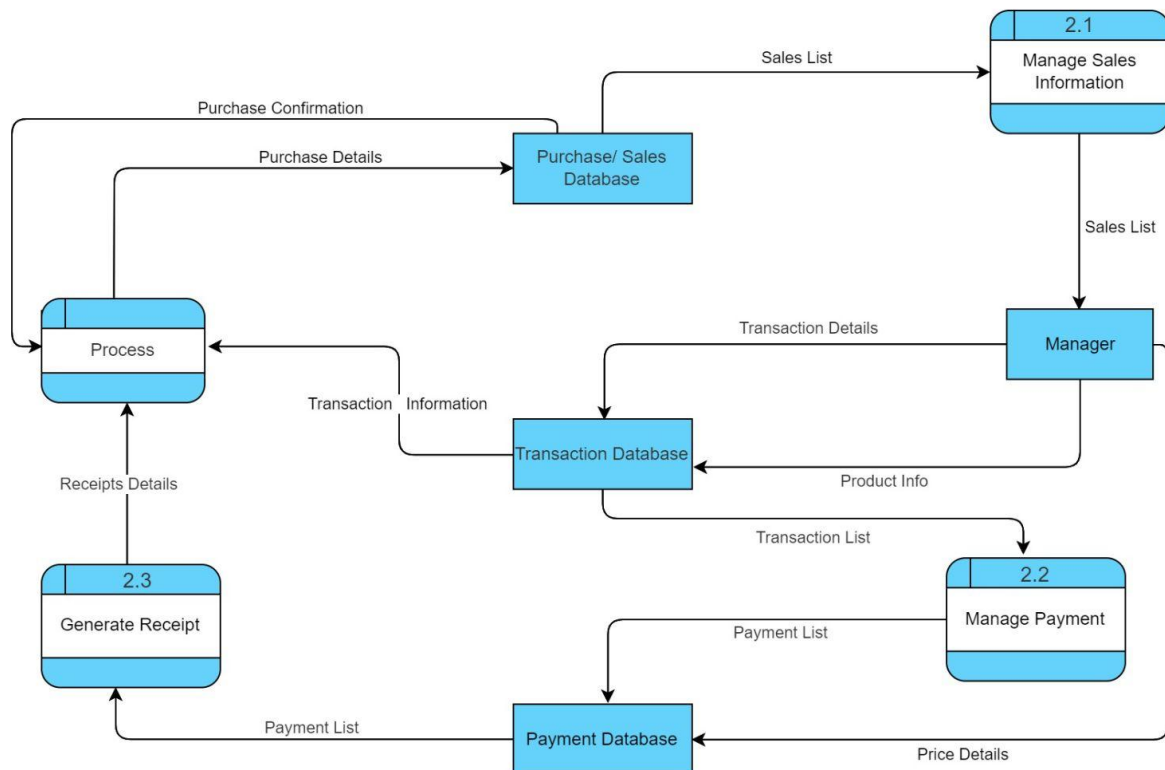 2.1
Manage Sales
Information
Sales List
Purchase Confirmation
Purchase Details
Purchase/ Sales
Database
Sales List
Process
Transaction Details
Manager
Transaction Information
Transaction Database
Product Info
Receipts Details
Transaction List
2.3
Generate Receipt
2.2
Manage Payment
Payment List
Payment List
Payment Database
Price Details